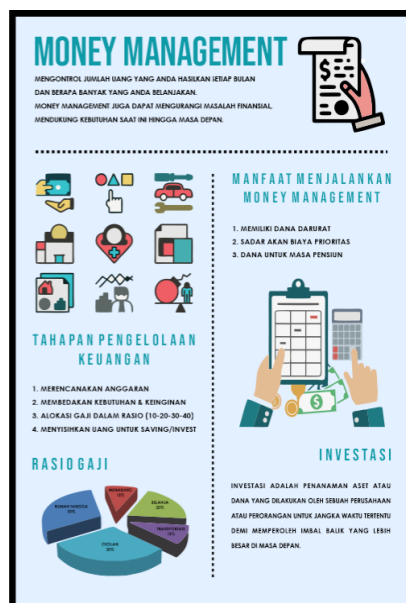 MONEY MANAGEMENT
MENGONTROL JUMLAH UANG YANG ANDA HASILKAN SETIAP BULAN
DAN BERAPA BANYAK YANG ANDA BELANJAKAN.
MONEY MANAGEMENT JUGA DAPAT MENGURANGI MASALAH FINANSIAL,
MENDUKUNG KEBUTUHAN SAAT INI HINGGA MASA DEPAN.
TAHAPAN PENGELOLAAN
KEUANGAN
1. MERENCANAKAN ANGGARAN
2. MEMBEDAKAN KEBUTUHAN & KEINGINAN
3. ALOKASI GAJI DALAM RASIO (10-20-30-40)
4. MENYISIHKAN UANG UNTUK SAVING/INVEST
RASIO GAJI
RUMAH TANGGA
BELANJA
CICILAN
MANFAAT MENJALANKAN
MONEY MANAGEMENT
1. MEMILIKI DANA DARURAT
2. SADAR AKAN BIAYA PRIORITAS
3. DANA UNTUK MASA PENSIUN
INVESTASI
INVESTASI ADALAH PENANAMAN ASET ATAU
DANA YANG DILAKUKAN OLEH SEBUAH PERUSAHAAN
ATAU PERORANGAN UNTUK JANGKA WAKTU TERTENTU
DEMI MEMPEROLEH IMBAL BALIK YANG LEBIH
BESAR DI MASA DEPAN.